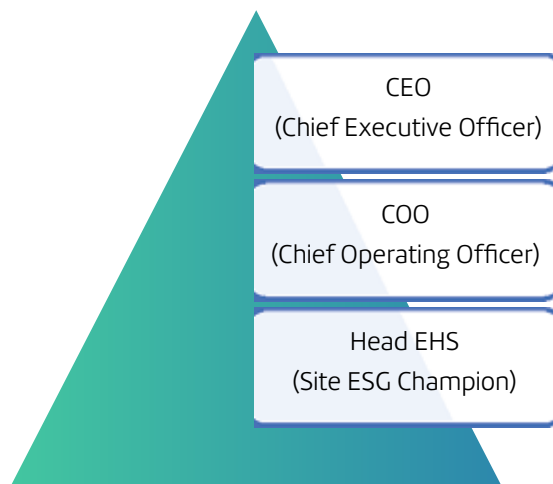 CEO
(Chief Executive Officer)
COO
(Chief Operating Officer)
Head EHS
(Site ESG Champion)